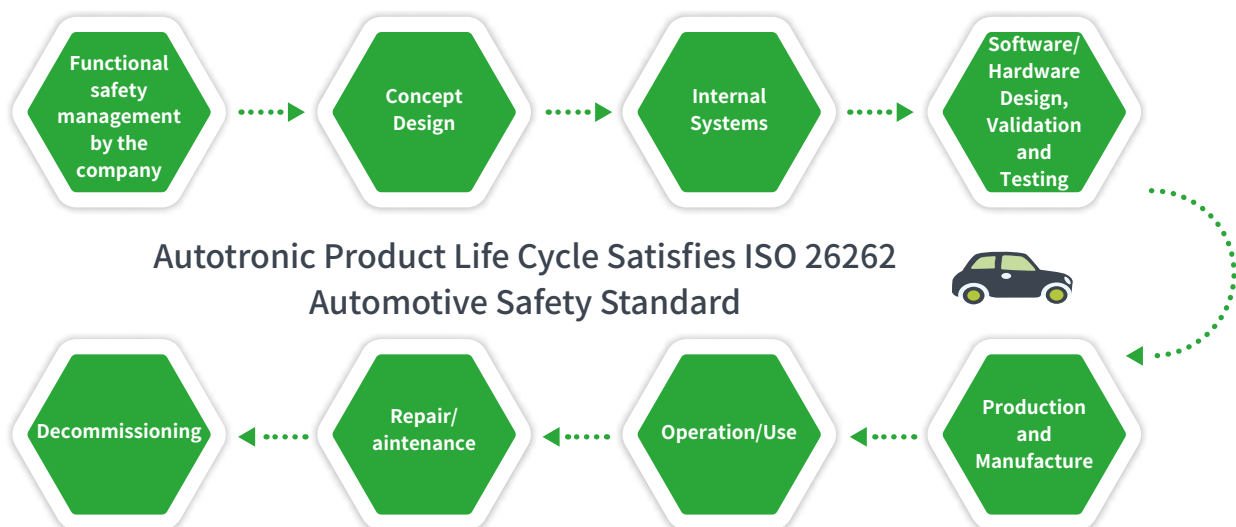 Functional
safety
management
by the
company
Concept
Design
Internal
Systems
Software/
Hardware
Design,
Validation
and
Testing
Autotronic Product Life Cycle Satisfies ISO 26262
Automotive Safety Standard
Production
and
Manufacture
Operation/Use
Repair/
aintenance
Decommissioning